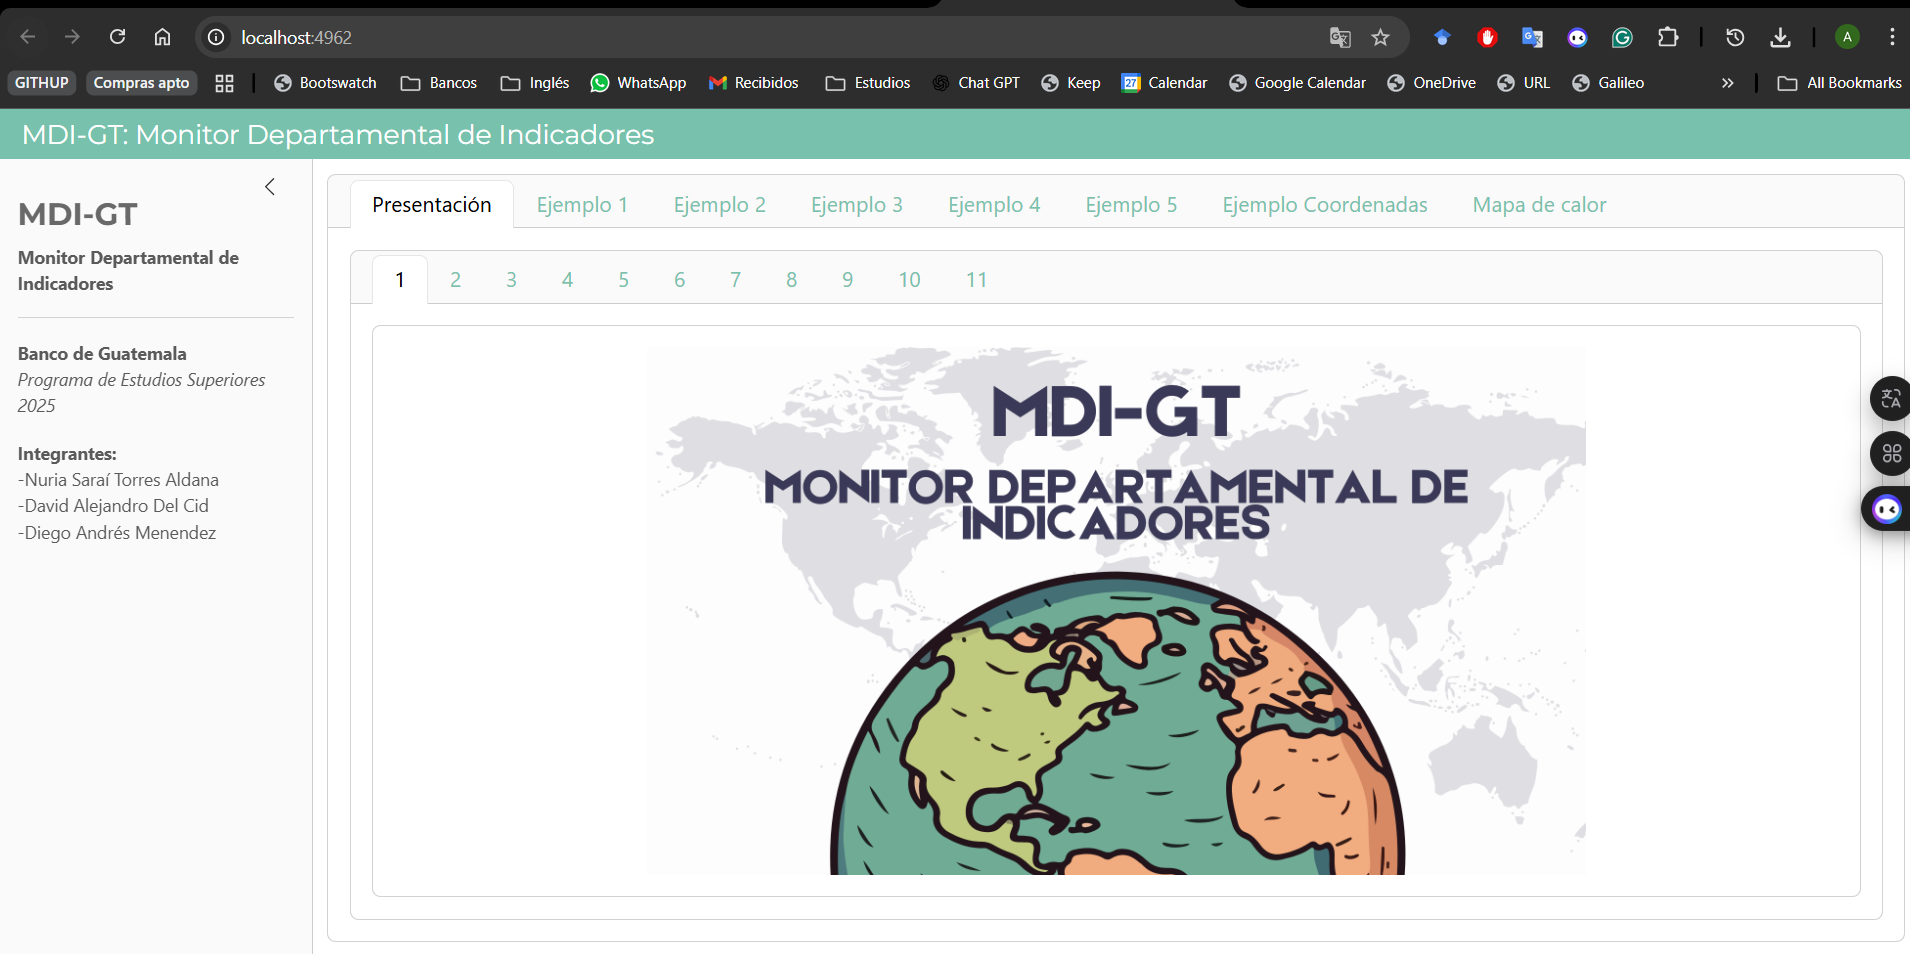 localhost:4962
A
GITHUP Compras apto Bootswatch Bancos Inglés WhatsApp Recibidos Estudios Chat GPT Keep 27 Calendar Google Calendar OneDrive URL Galileo » All Bookmarks
MDI-GT: Monitor Departamental de Indicadores
MDI-GT
Monitor Departamental de
Indicadores
Banco de Guatemala
Programa de Estudios Superiores
2025
Integrantes:
-Nuria Saraí Torres Aldana
-David Alejandro Del Cid
-Diego Andrés Menendez
Presentación Ejemplo 1 Ejemplo 2 Ejemplo 3 Ejemplo 4 Ejemplo 5 Ejemplo Coordenadas Mapa de calor
1 2 3 4 5 6 7 8 9 10 11
MDI-GT
MONITOR DEPARTAMENTAL DE
INDICADORES